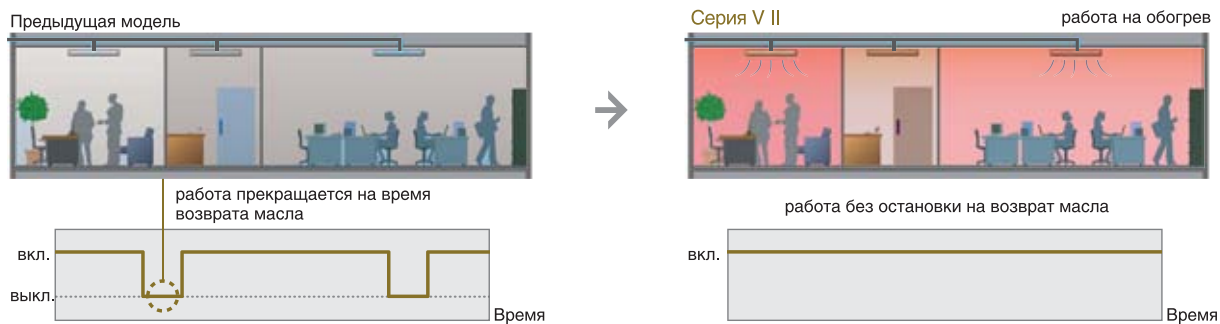 Предыдущая модель
работа прекращается на время
возврата масла
вкл.
выкл.
Время
Серия V II
работа на обогрев
работа без остановки на возврат масла
вкл.
Время